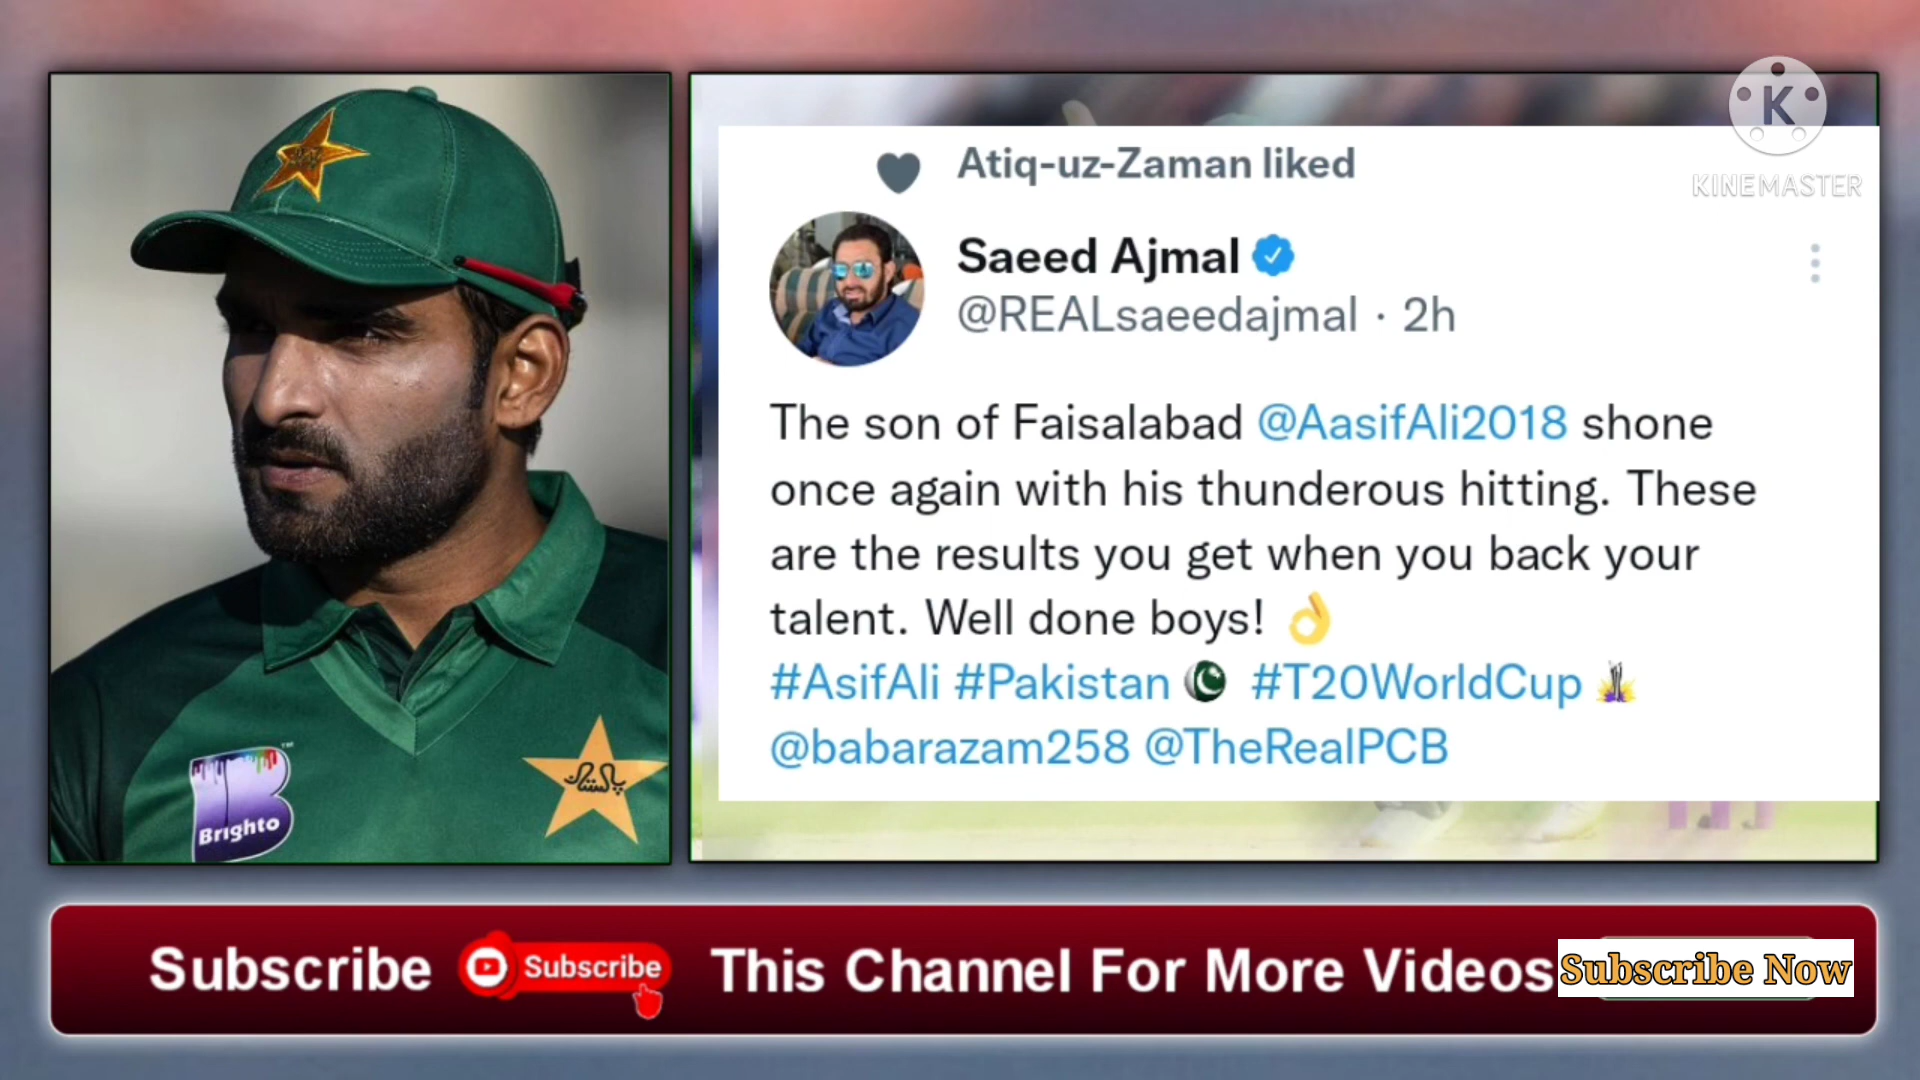 پاکستان
Brighto
TM
K
KINEMASTER
Atiq-uz-Zaman liked
Saeed Ajmal
@REALsaeedajmal · 2h
The son of Faisalabad @AasifAli2018 shone
once again with his thunderous hitting. These
are the results you get when you back your
talent. Well done boys! 👌
#AsifAli #Pakistan #T20WorldCup
@babarazam258 @TheRealPCB
Subscribe Subscribe This Channel For More Videos Subscribe Now